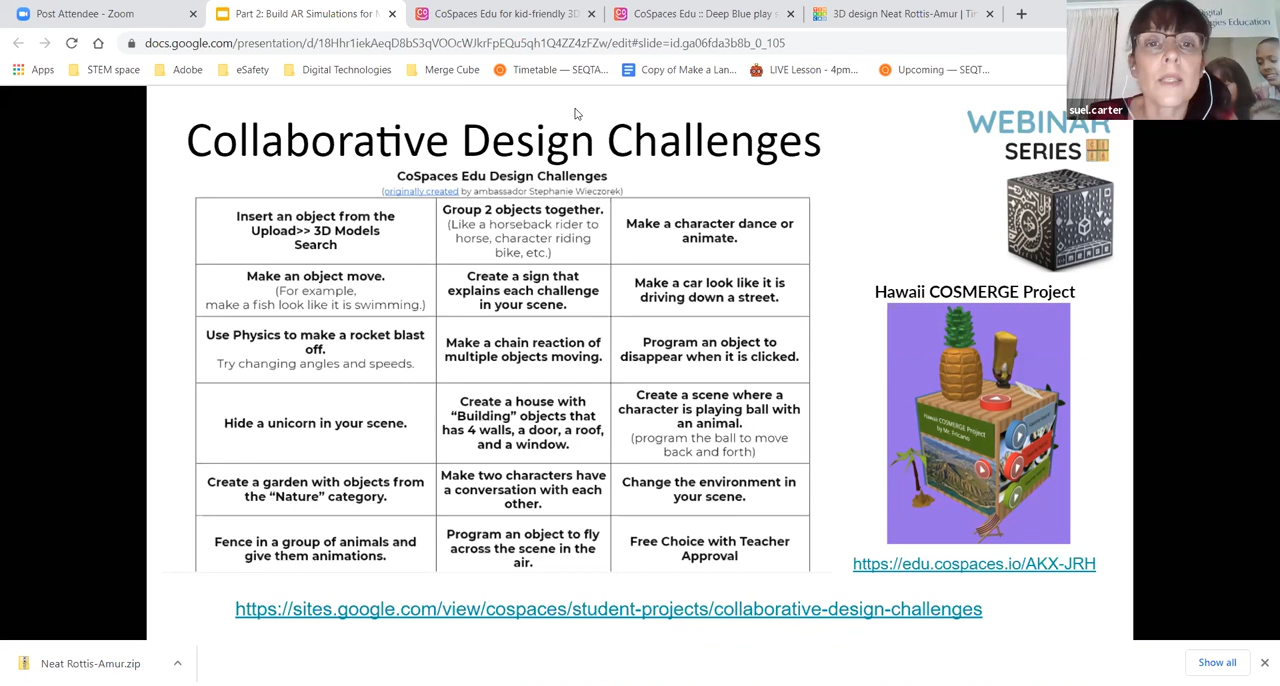 Post Attendee - Zoom
Part 2: Build AR Simulations for M
CoSpaces Edu for kid-friendly 3D
CoSpaces Edu :: Deep Blue play s
3D design Neat Rottis-Amur | Tin
docs.google.com/presentation/d/18Hhr1iekAeqD8bS3qVOOcWJkrFpEQu5qh1Q4ZZ4zFZw/edit#slide=id.ga06fda3b8b_0_105
Apps
STEM space
Adobe
eSafety
Digital Technologies
Merge Cube
Timetable — SEQTA...
Copy of Make a Lan...
LIVE Lesson - 4pm...
Upcoming — SEQT...
suel.carter
Collaborative Design Challenges
WEBINAR
SERIES
CoSpaces Edu Design Challenges
(originally created by ambassador Stephanie Wieczorek)
Insert an object from the
Upload>> 3D Models
Search
Group 2 objects together.
(Like a horseback rider to
horse, character riding
bike, etc.)
Make a character dance or
animate.
Make an object move.
(For example,
make a fish look like it is swimming.)
Create a sign that
explains each challenge
in your scene.
Make a car look like it is
driving down a street.
Use Physics to make a rocket blast
off.
Try changing angles and speeds.
Make a chain reaction of
multiple objects moving.
Program an object to
disappear when it is clicked.
Hide a unicorn in your scene.
Create a house with
“Building” objects that
has 4 walls, a door, a roof,
and a window.
Create a scene where a
character is playing ball with
an animal.
(program the ball to move
back and forth)
Create a garden with objects from
the “Nature” category.
Make two characters have
a conversation with each
other.
Change the environment in
your scene.
Fence in a group of animals and
give them animations.
Program an object to fly
across the scene in the
air.
Free Choice with Teacher
Approval
Hawaii COSMERGE Project
Hawaii COSMERGE Project
by Mr. Fricano
https://edu.cospaces.io/AKX-JRH
https://sites.google.com/view/cospaces/student-projects/collaborative-design-challenges
Neat Rottis-Amur.zip
Show all